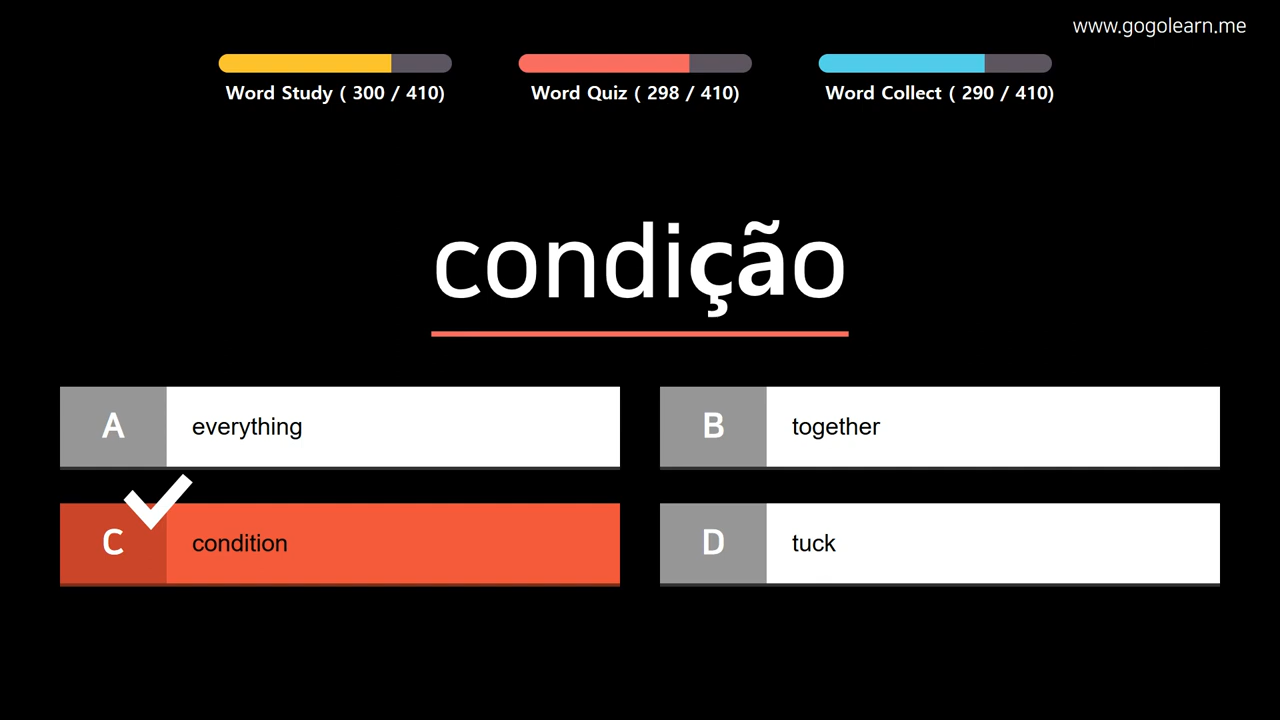 www.gogolearn.me
Word Study ( 300 / 410)
Word Quiz ( 298 / 410)
Word Collect ( 290 / 410)
condição
A everything
B together
C condition
D tuck